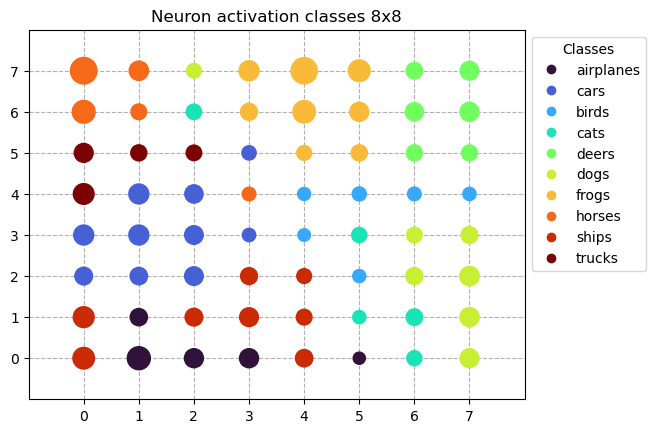 Neuron activation classes 8x8
7
6
5
4
3
2
1
0
0 1 2 3 4 5 6 7
Classes
airplanes
cars
birds
cats
deers
dogs
frogs
horses
ships
trucks